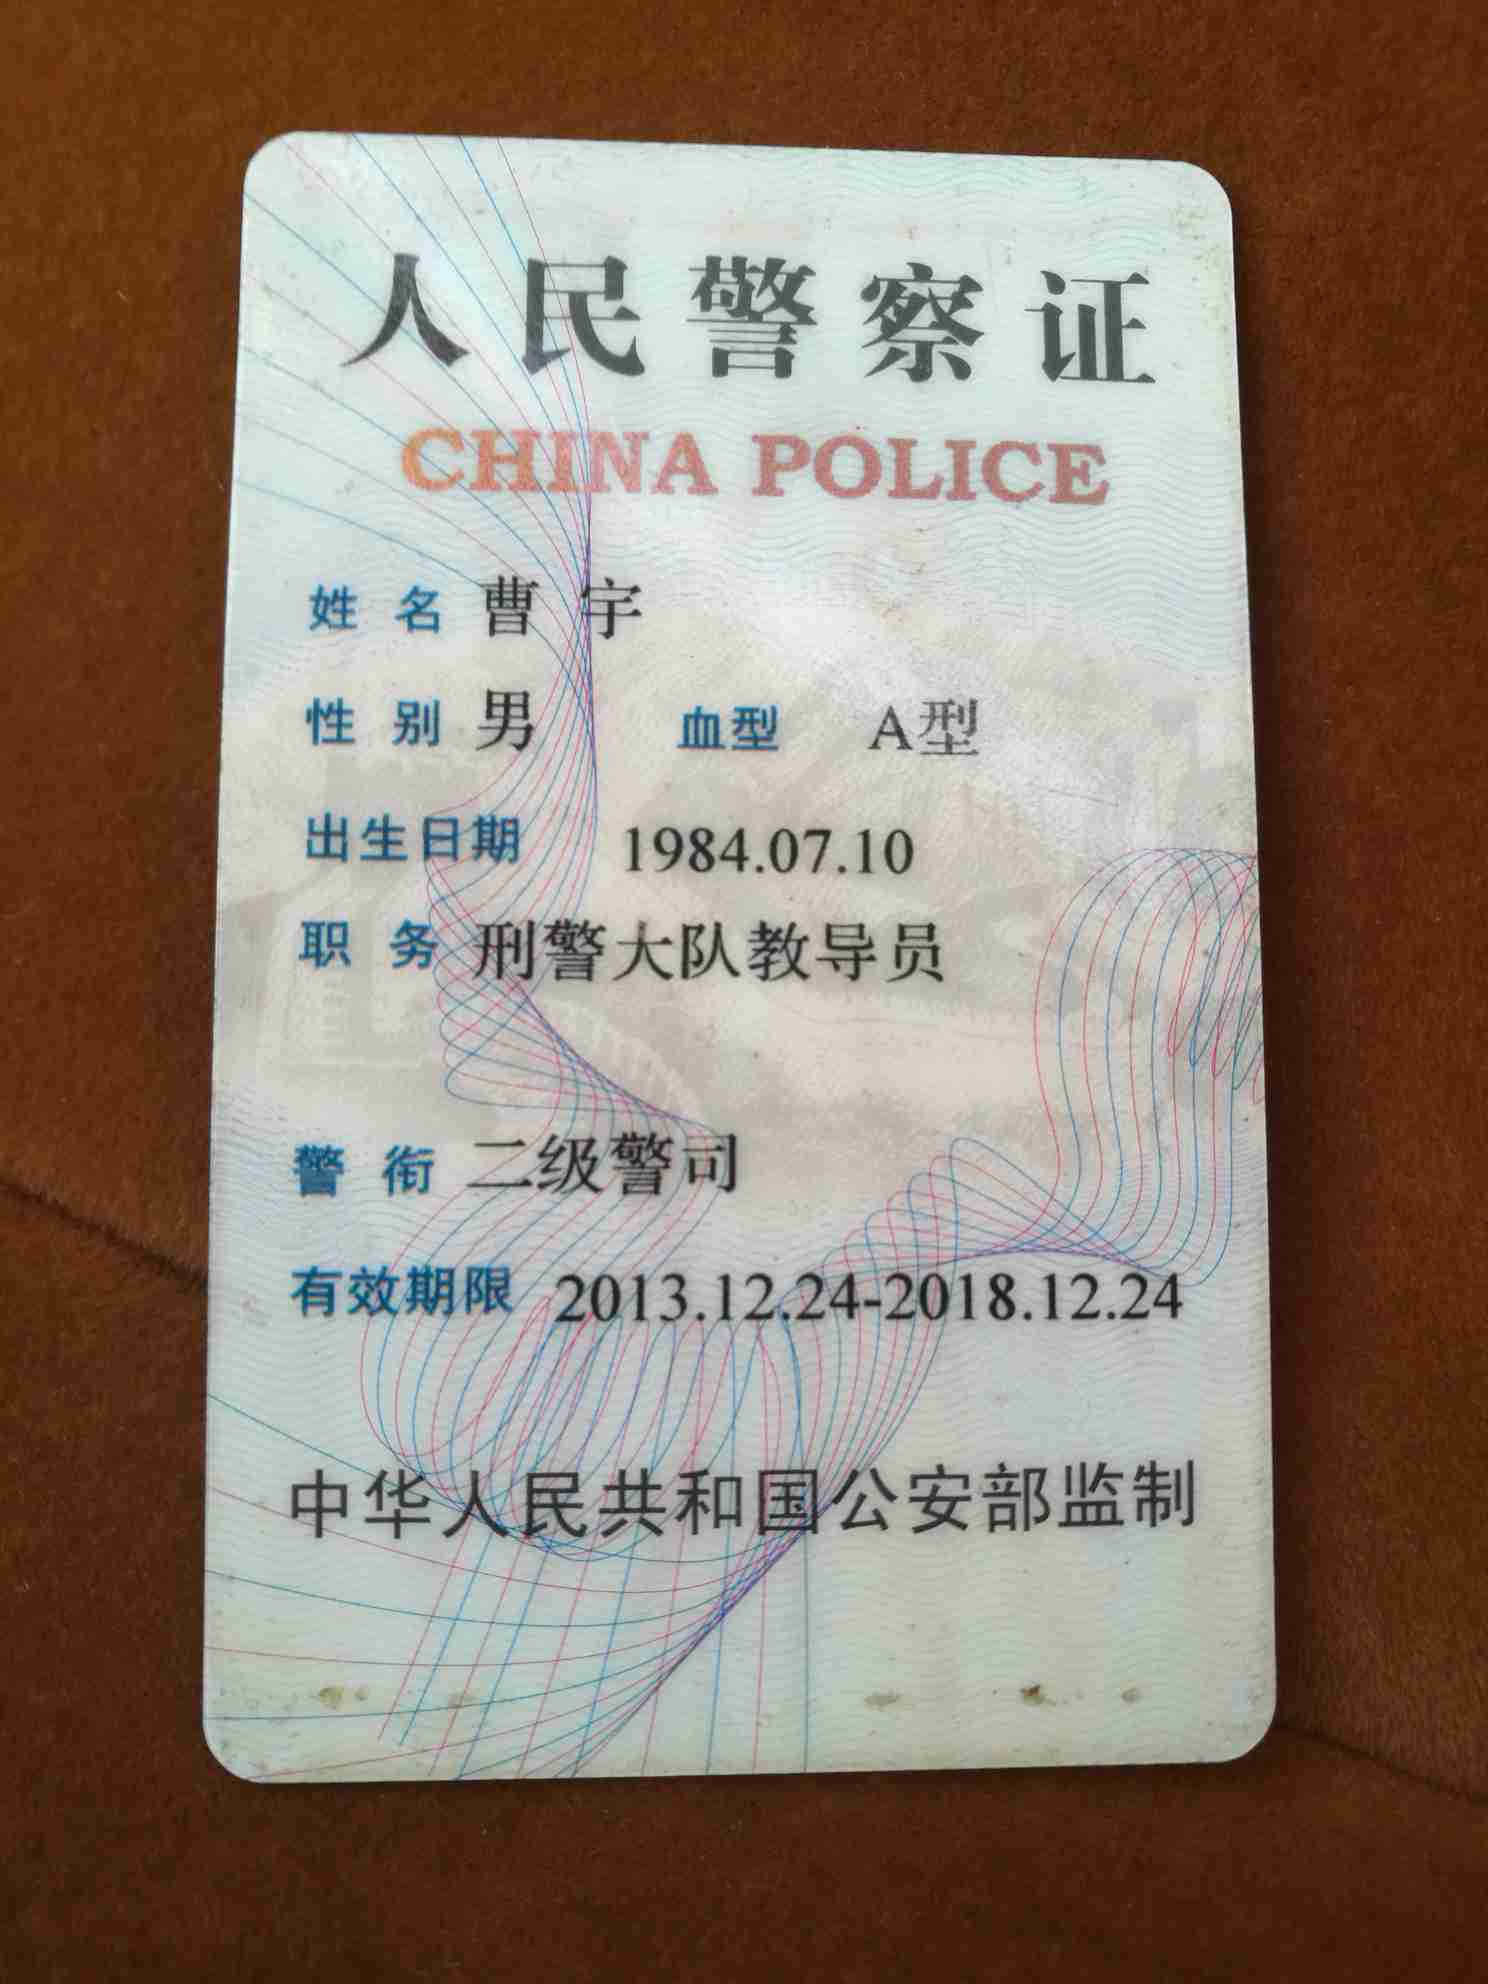 人民警察证
CHINA POLICE
姓名 曹宇
性别 男 血型 A型
出生日期 1984.07.10
职务 刑警大队教导员
警衔 二级警司
有效期限 2013.12.24-2018.12.24
中华人民共和国公安部监制